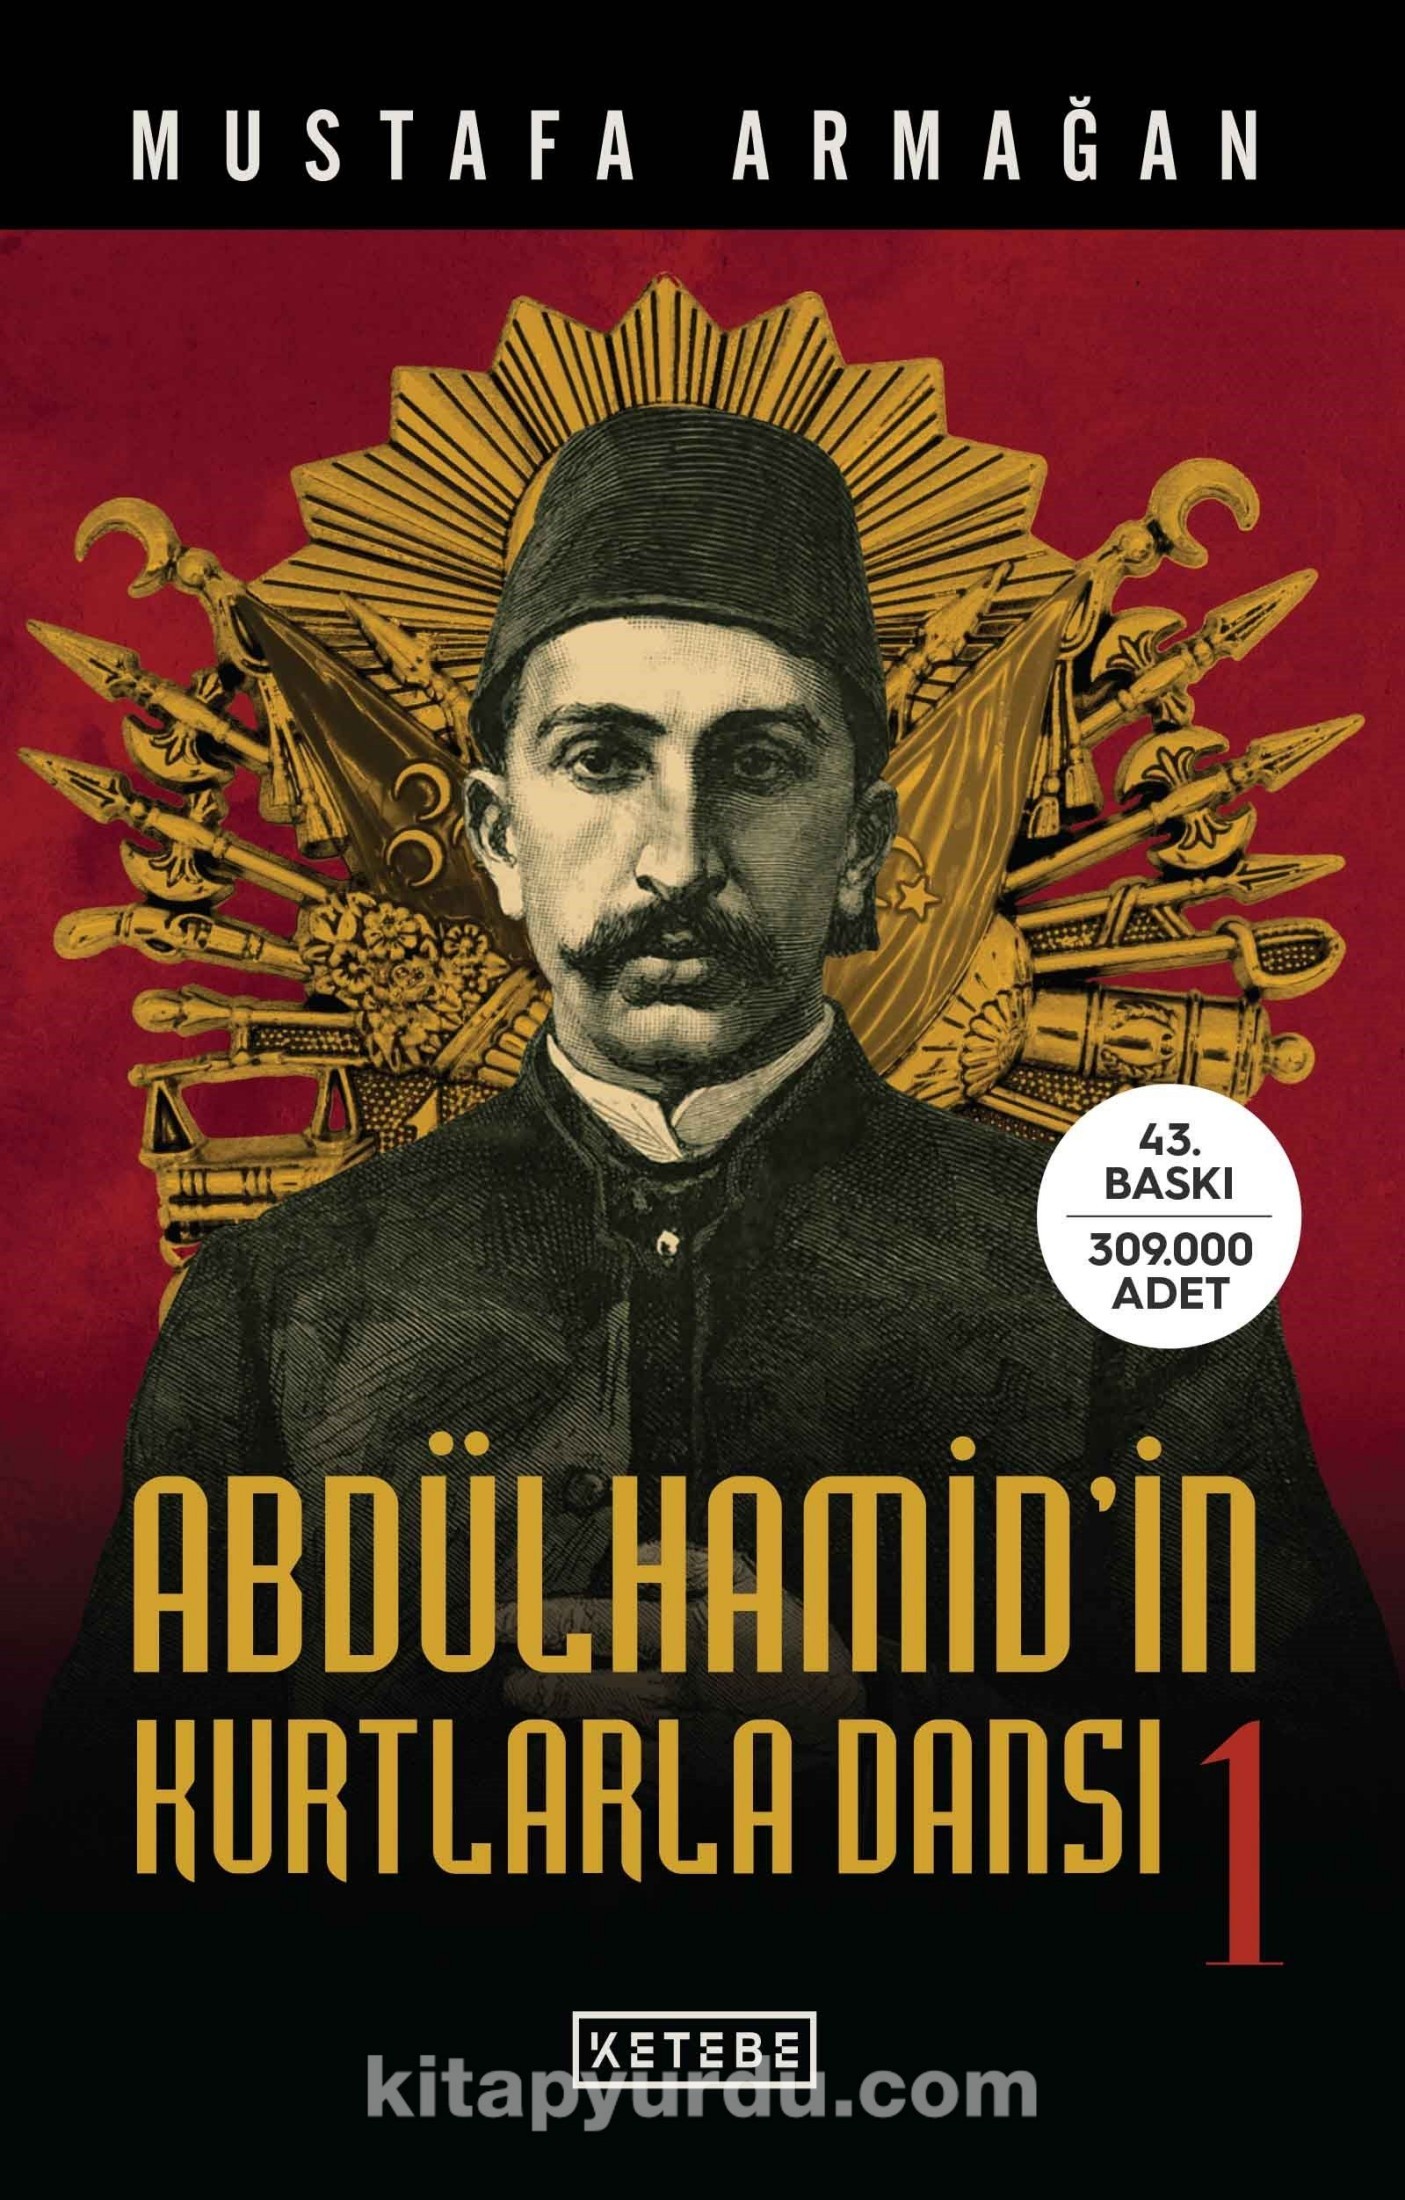 MUSTAFA ARMAĞAN
43.
BASKI
309.000
ADET
ABDÜLHAMİD'İN
KURTLARLA DANSI 1
KETEBE
kitapyurdu.com